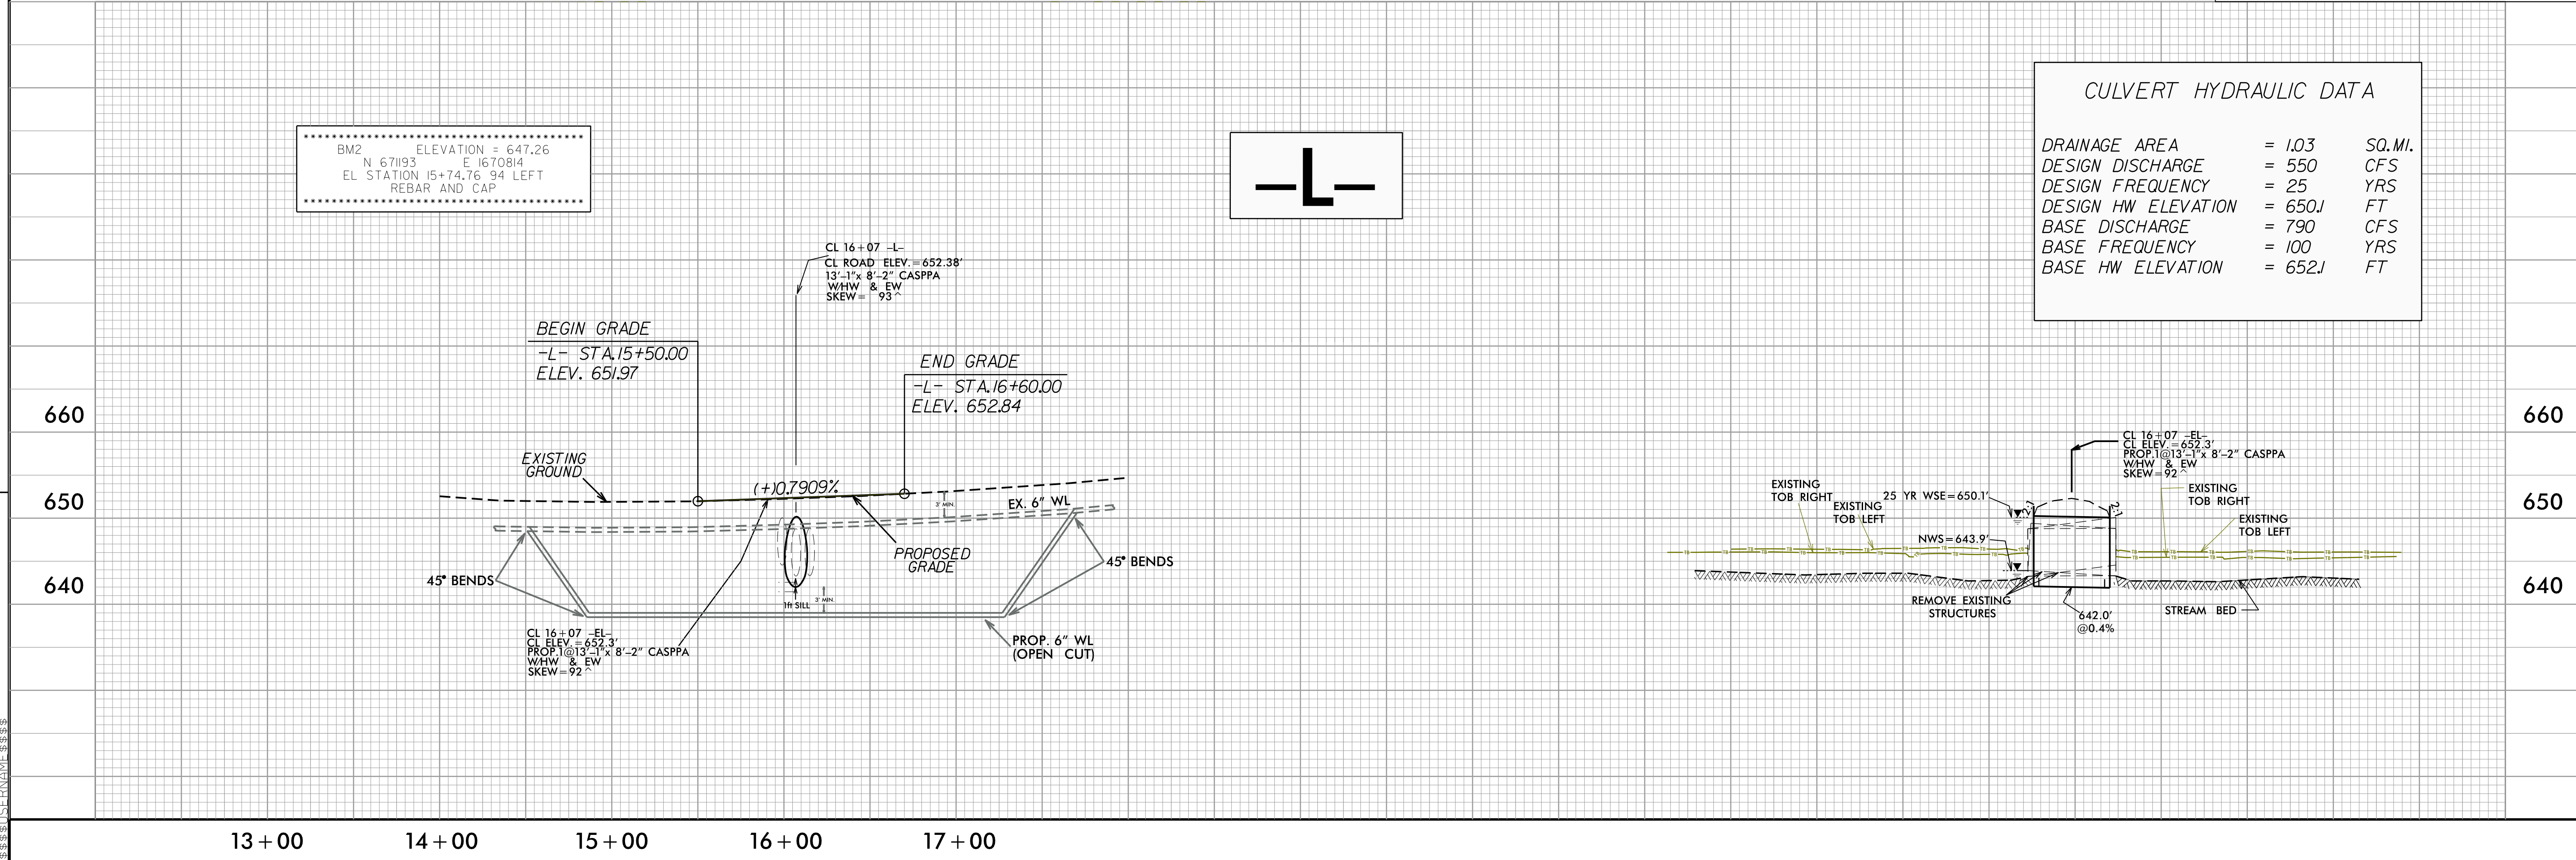 CULVERT HYDRAULIC DATA
DRAINAGE AREA = 1.03 SQ.MI.
DESIGN DISCHARGE = 550 CFS
DESIGN FREQUENCY = 25 YRS
DESIGN HW ELEVATION = 650.1 FT
BASE DISCHARGE = 790 CFS
BASE FREQUENCY = 100 YRS
BASE HW ELEVATION = 652.1 FT
**********************************************
BM2 ELEVATION = 647.26
N 671193 E 1670814
EL STATION 15+74.76 94 LEFT
REBAR AND CAP
**********************************************
–L–
CL 16+07 –L–
CL ROAD ELEV.=652.38'
13'–1"x 8'–2" CASPPA
W/HW & EW
SKEW= 93^
BEGIN GRADE
-L- STA.15+50.00
ELEV. 651.97
END GRADE
-L- STA.16+60.00
ELEV. 652.84
660
660
EXISTING
GROUND
(+)0.7909%
3' MIN.
EX. 6" WL
650
650
PROPOSED
GRADE
45° BENDS
45° BENDS
640
640
1ft SILL
3' MIN.
CL 16+07 –EL–
CL ELEV.=652.3'
PROP.1@13'–1"x 8'–2" CASPPA
W/HW & EW
SKEW=92^
PROP. 6" WL
(OPEN CUT)
CL 16+07 –EL–
CL ELEV.=652.3'
PROP.1@13'–1"x 8'–2" CASPPA
W/HW & EW
SKEW=92^
EXISTING
TOB RIGHT
EXISTING
TOB LEFT
25 YR WSE=650.1'
NWS=643.9'
2:1
2:1
EXISTING
TOB RIGHT
EXISTING
TOB LEFT
REMOVE EXISTING
STRUCTURES
642.0'
@0.4%
STREAM BED
13+00 14+00 15+00 16+00 17+00
$$$$USERNAME$$$$